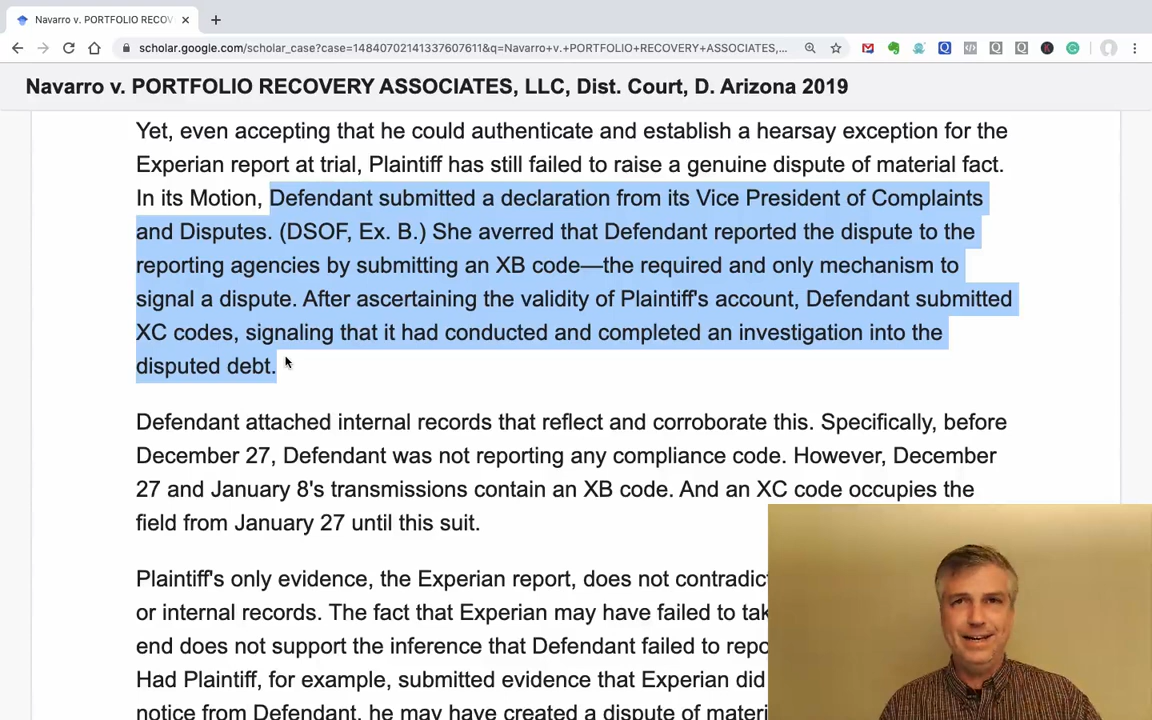 Navarro v. PORTFOLIO RECOV
scholar.google.com/scholar_case?case=14840702141337607611&q=Navarro+v.+PORTFOLIO+RECOVERY+ASSOCIATES,...
Navarro v. PORTFOLIO RECOVERY ASSOCIATES, LLC, Dist. Court, D. Arizona 2019
Yet, even accepting that he could authenticate and establish a hearsay exception for the
Experian report at trial, Plaintiff has still failed to raise a genuine dispute of material fact.
In its Motion, Defendant submitted a declaration from its Vice President of Complaints
and Disputes. (DSOF, Ex. B.) She averred that Defendant reported the dispute to the
reporting agencies by submitting an XB code—the required and only mechanism to
signal a dispute. After ascertaining the validity of Plaintiff's account, Defendant submitted
XC codes, signaling that it had conducted and completed an investigation into the
disputed debt.
Defendant attached internal records that reflect and corroborate this. Specifically, before
December 27, Defendant was not reporting any compliance code. However, December
27 and January 8's transmissions contain an XB code. And an XC code occupies the
field from January 27 until this suit.
Plaintiff's only evidence, the Experian report, does not contradict
or internal records. The fact that Experian may have failed to tak
end does not support the inference that Defendant failed to repo
Had Plaintiff, for example, submitted evidence that Experian did
notice from Defendant, he may have created a dispute of materi